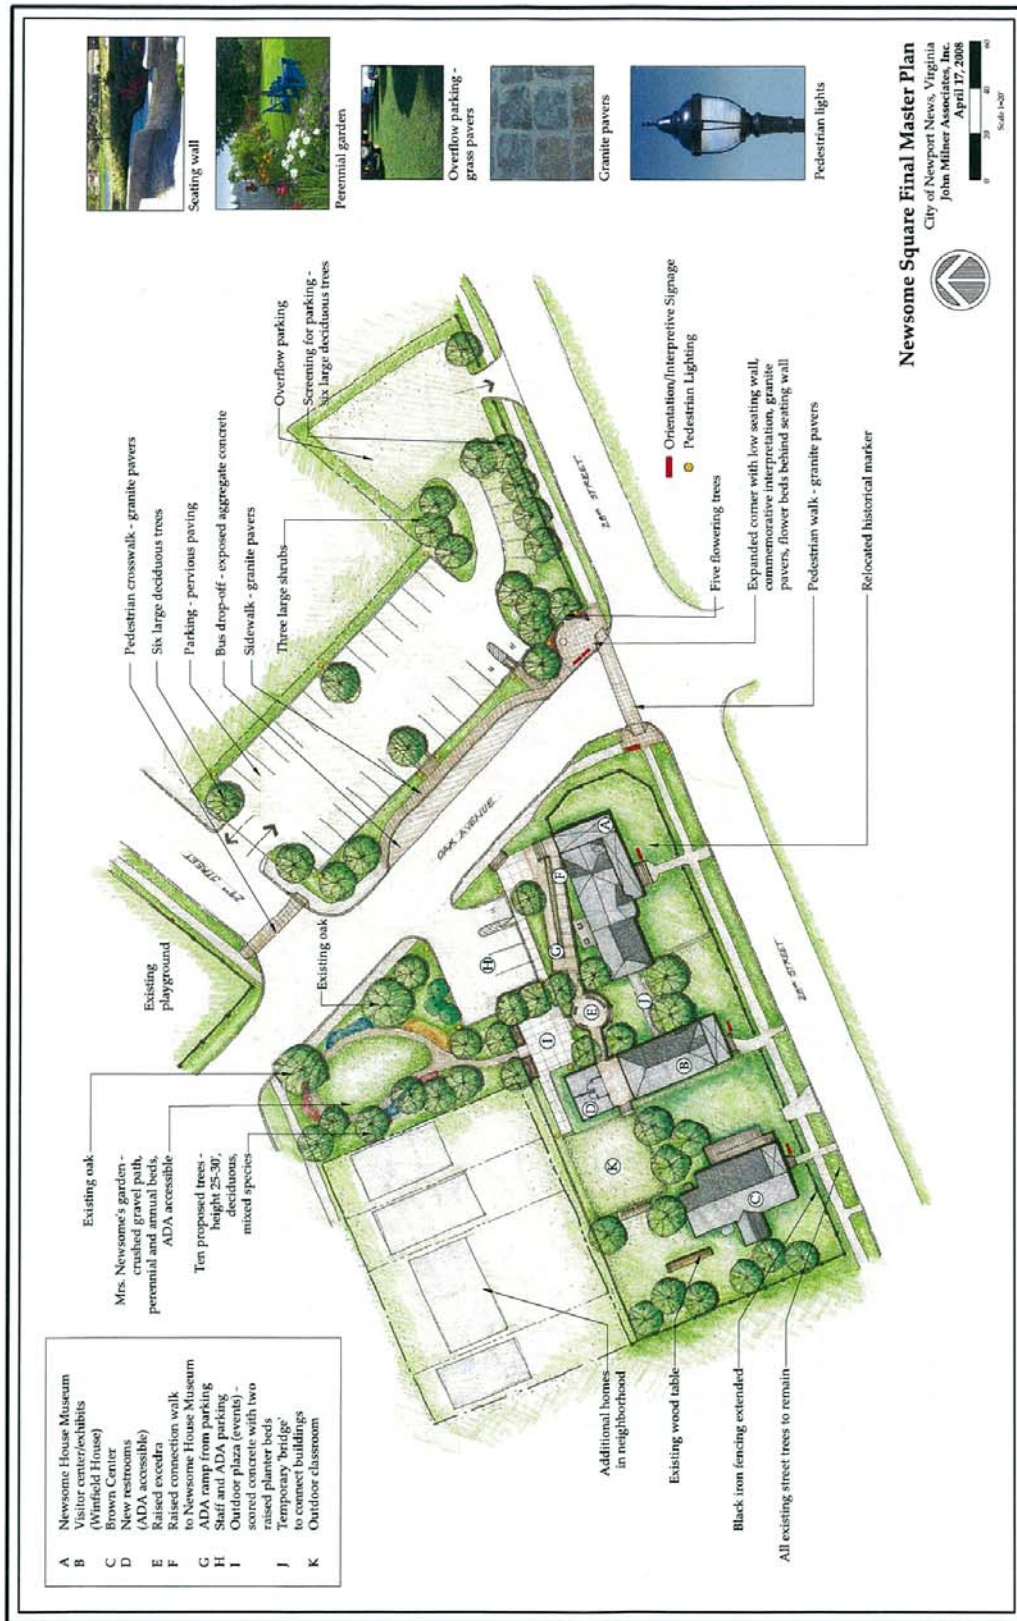 A Newsome House Museum
B Visitor center/exhibits
(Winfield House)
C Brown Center
D New restrooms
(ADA accessible)
E Raised excedra
F Raised connection walk
to Newsome House Museum
G ADA ramp from parking
H Staff and ADA parking
I Outdoor plaza (events) -
scored concrete with two
raised planter beds
J Temporary 'bridge'
to connect buildings
K Outdoor classroom
Existing oak
Mrs. Newsome's garden -
crushed gravel path,
perennial and annual beds,
ADA accessible
Ten proposed trees -
height 25-30',
deciduous,
mixed species
Existing
playground
Existing oak
Pedestrian crosswalk - granite pavers
Six large deciduous trees
Parking - pervious paving
Bus drop-off - exposed aggregate concrete
Sidewalk - granite pavers
Three large shrubs
Overflow parking
Screening for parking -
six large deciduous trees
Seating wall
Perennial garden
Overflow parking -
grass pavers
Granite pavers
Pedestrian lights
29TH STREET
OAK AVENUE
28TH STREET
28TH STREET
A
B
C
D
E
F
G
H
I
J
K
Additional homes
in neighborhood
Existing wood table
Black iron fencing extended
All existing street trees to remain
Orientation/Interpretive Signage
Pedestrian Lighting
Five flowering trees
Expanded corner with low seating wall,
commemorative interpretation, granite
pavers, flower beds behind seating wall
Pedestrian walk - granite pavers
Relocated historical marker
Newsome Square Final Master Plan
City of Newport News, Virginia
John Milner Associates, Inc.
April 17, 2008
0 20 40 60
Scale 1=20'